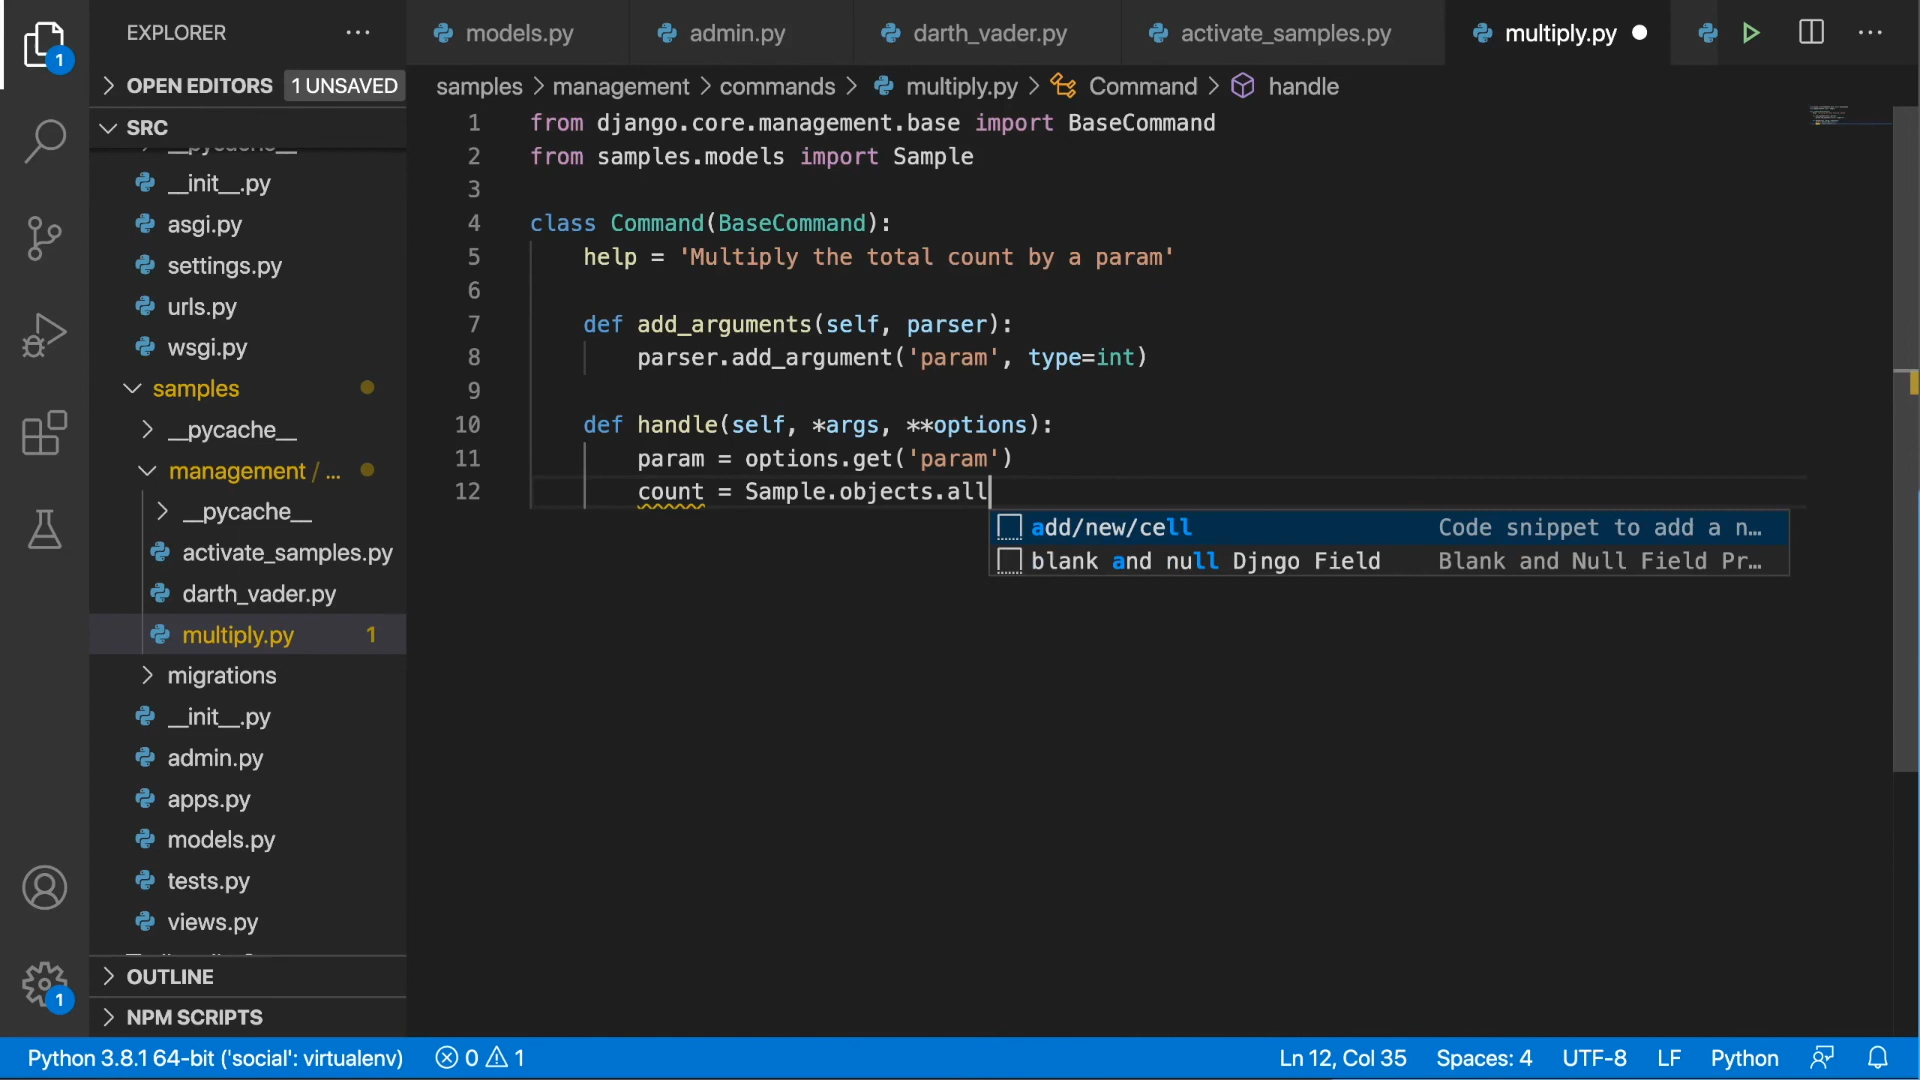 EXPLORER
1
OPEN EDITORS 1 UNSAVED
SRC
__pycache__
__init__.py
asgi.py
settings.py
urls.py
wsgi.py
samples
__pycache__
management / ...
__pycache__
activate_samples.py
darth_vader.py
multiply.py 1
migrations
__init__.py
admin.py
apps.py
models.py
tests.py
views.py
OUTLINE
NPM SCRIPTS
1
models.py admin.py darth_vader.py activate_samples.py multiply.py
samples > management > commands > multiply.py > Command > handle
1 from django.core.management.base import BaseCommand
2 from samples.models import Sample
3
4 class Command(BaseCommand):
5 help = 'Multiply the total count by a param'
6
7 def add_arguments(self, parser):
8 parser.add_argument('param', type=int)
9
10 def handle(self, *args, **options):
11 param = options.get('param')
12 count = Sample.objects.all
add/new/cell Code snippet to add a n…
blank and null Djngo Field Blank and Null Field Pr…
Python 3.8.1 64-bit ('social': virtualenv) 0 1 Ln 12, Col 35 Spaces: 4 UTF-8 LF Python